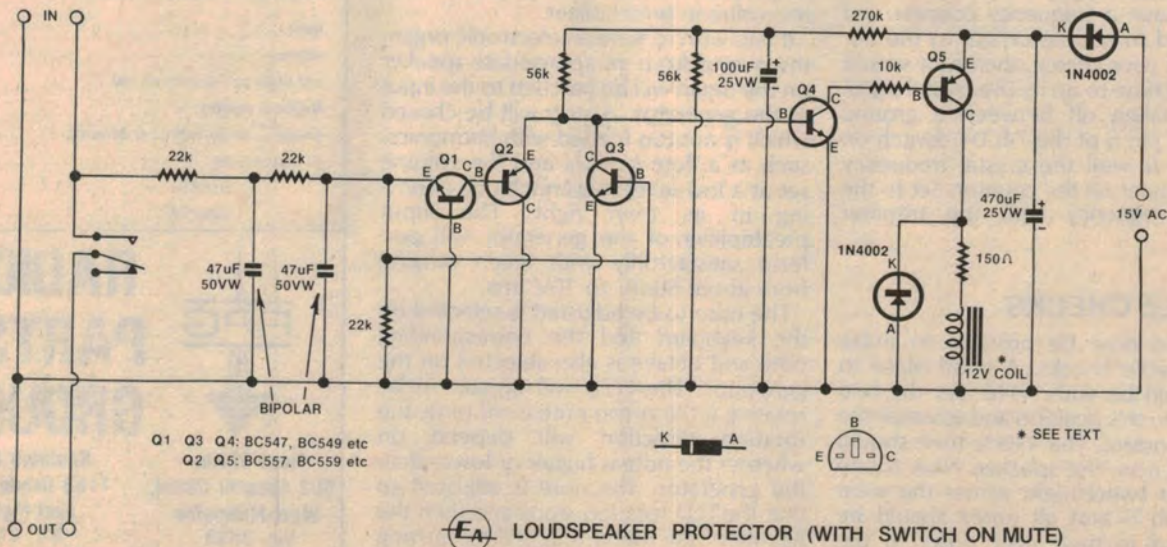 IN
270k
K A
1N4002
56k
56k
100uF
25VW
10k
Q5
E
B
C
Q4
C
B
E
22k
22k
Q1
E C
B
Q2
E
B
C
Q3
C
B
E
470uF
25VW
+
-
15V AC
1N4002
K
A
150Ω
*
12V COIL
47uF
50VW
47uF
50VW
22k
BIPOLAR
Q1 Q3 Q4: BC547, BC549 etc
Q2 Q5: BC557, BC559 etc
K A
B
E C
* SEE TEXT
OUT
EA LOUDSPEAKER PROTECTOR (WITH SWITCH ON MUTE)